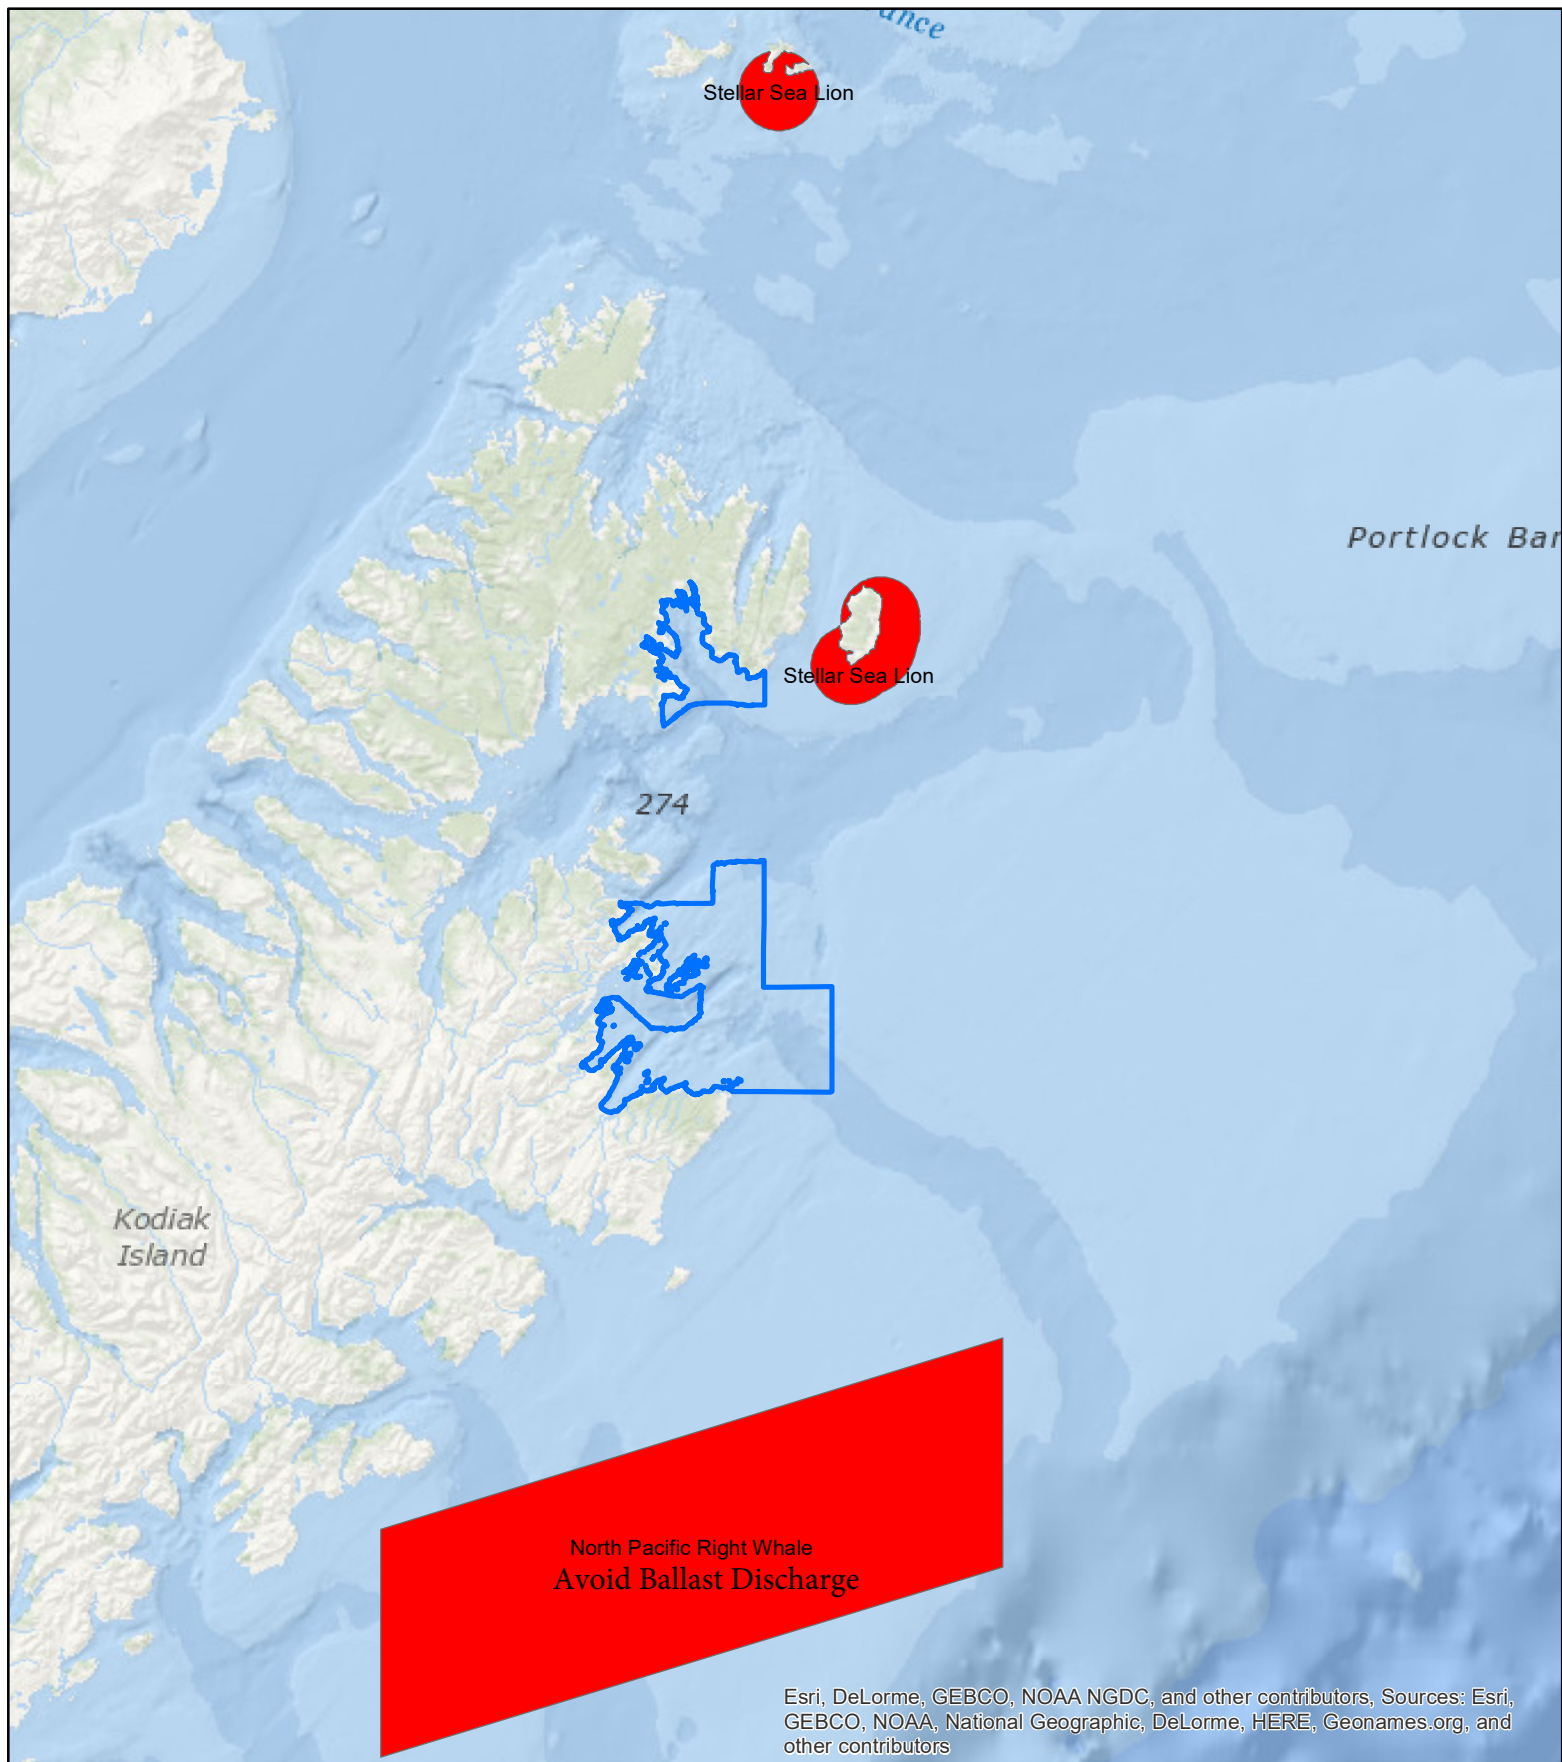 Stellar Sea Lion
Portlock Ban
Stellar Sea Lion
274
Kodiak
Island
North Pacific Right Whale
Avoid Ballast Discharge
Esri, DeLorme, GEBCO, NOAA NGDC, and other contributors, Sources: Esri,
GEBCO, NOAA, National Geographic, DeLorme, HERE, Geonames.org, and
other contributors